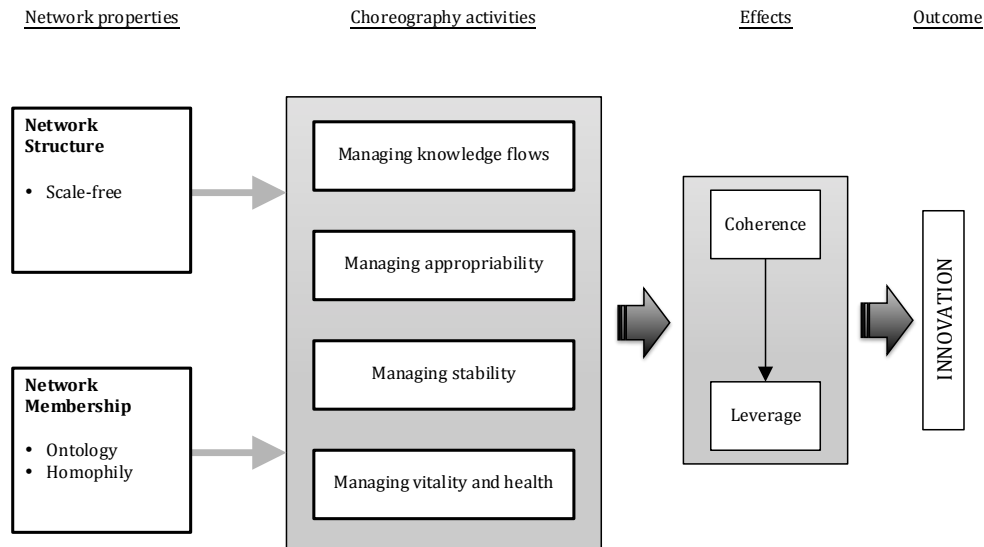 Network properties
Choreography activities
Effects
Outcome
Network
Structure
• Scale-free
Network
Membership
• Ontology
• Homophily
Managing knowledge flows
Managing appropriability
Managing stability
Managing vitality and health
Coherence
Leverage
INNOVATION